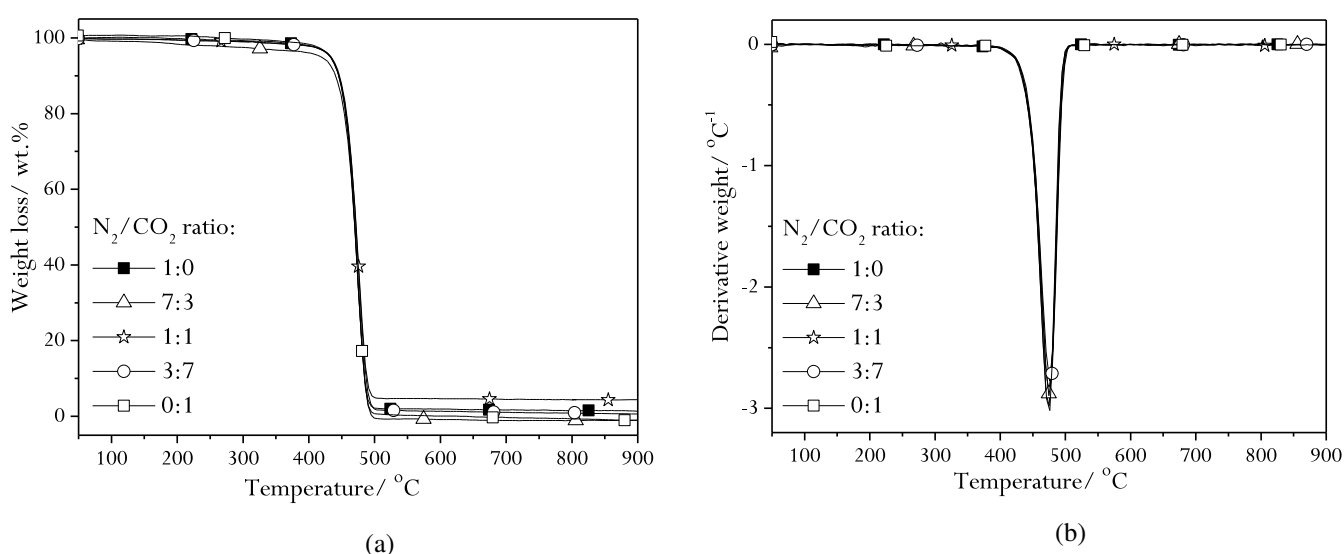 100
80
60
40
20
0
Weight loss/ wt.%
N₂/CO₂ ratio:
1:0
7:3
1:1
3:7
0:1
100 200 300 400 500 600 700 800 900
Temperature/ °C
(a)
0
-1
-2
-3
Derivative weight/ °C⁻¹
N₂/CO₂ ratio:
1:0
7:3
1:1
3:7
0:1
100 200 300 400 500 600 700 800 900
Temperature/ °C
(b)